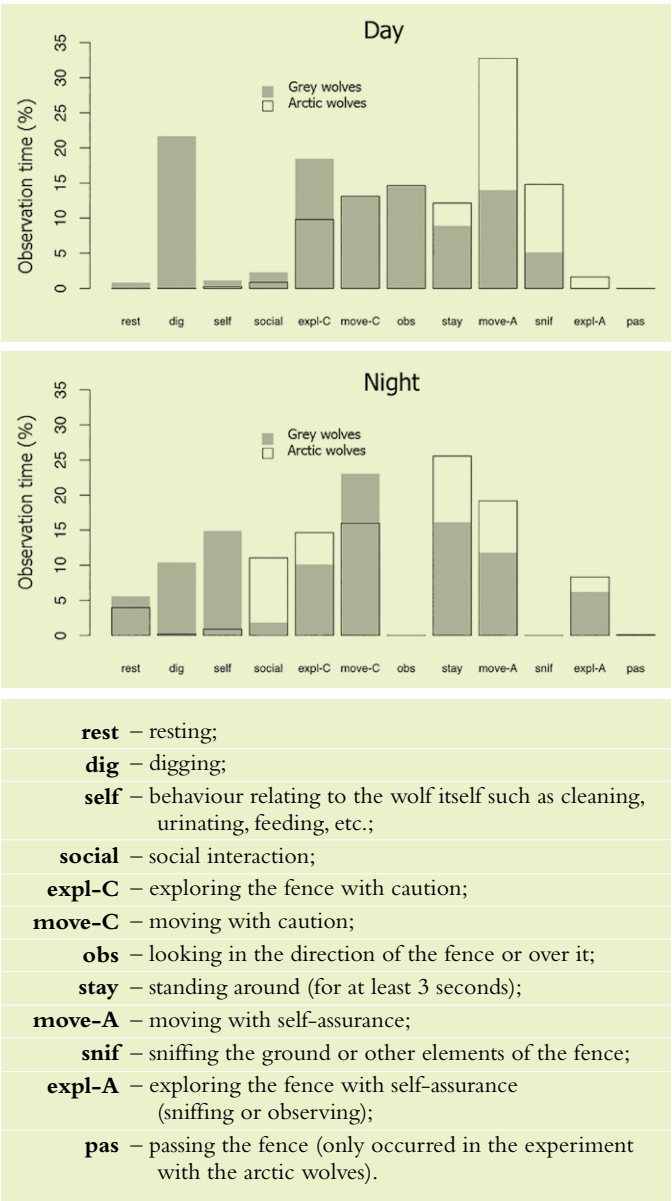 Day
35
30
25
20
15
10
5
0
Observation time (%)
Grey wolves
Arctic wolves
rest dig self social expl-C move-C obs stay move-A snif expl-A pas
Night
35
30
25
20
15
10
5
0
Observation time (%)
Grey wolves
Arctic wolves
rest dig self social expl-C move-C obs stay move-A snif expl-A pas
rest – resting;
dig – digging;
self – behaviour relating to the wolf itself such as cleaning,
urinating, feeding, etc.;
social – social interaction;
expl-C – exploring the fence with caution;
move-C – moving with caution;
obs – looking in the direction of the fence or over it;
stay – standing around (for at least 3 seconds);
move-A – moving with self-assurance;
snif – sniffing the ground or other elements of the fence;
expl-A – exploring the fence with self-assurance
(sniffing or observing);
pas – passing the fence (only occurred in the experiment
with the arctic wolves).